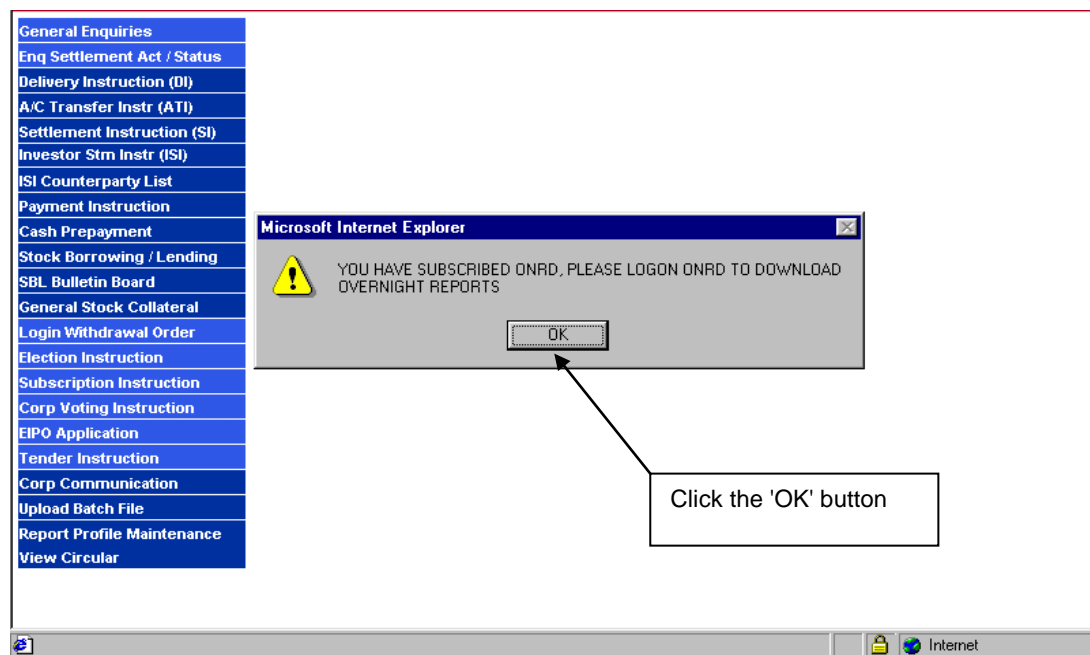 General Enquiries
Enq Settlement Act / Status
Delivery Instruction (DI)
A/C Transfer Instr (ATI)
Settlement Instruction (SI)
Investor Stm Instr (ISI)
ISI Counterparty List
Payment Instruction
Cash Prepayment
Stock Borrowing / Lending
SBL Bulletin Board
General Stock Collateral
Login Withdrawal Order
Election Instruction
Subscription Instruction
Corp Voting Instruction
EIPO Application
Tender Instruction
Corp Communication
Upload Batch File
Report Profile Maintenance
View Circular
Microsoft Internet Explorer
YOU HAVE SUBSCRIBED ONRD, PLEASE LOGON ONRD TO DOWNLOAD
OVERNIGHT REPORTS
OK
Click the 'OK' button
Internet